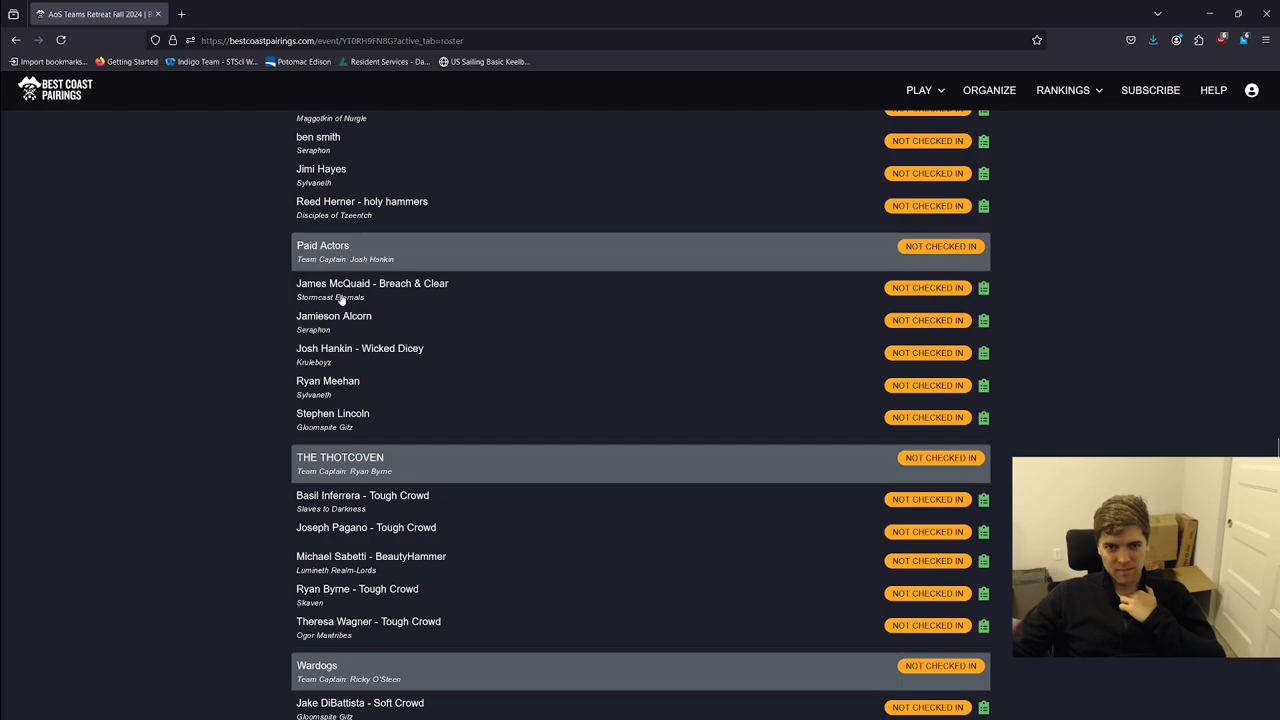 AoS Teams Retreat Fall 2024 | B
https://bestcoastpairings.com/event/YT0RH9FN8G?active_tab=roster
Import bookmarks...
Getting Started
Indigo Team - STScI W...
Potomac Edison
Resident Services - Da...
US Sailing Basic Keelb...
6
6
BEST COAST
PAIRINGS
PLAY
ORGANIZE
RANKINGS
SUBSCRIBE
HELP
Maggotkin of Nurgle
ben smith
NOT CHECKED IN
Seraphon
Jimi Hayes
NOT CHECKED IN
Sylvaneth
Reed Herner - holy hammers
NOT CHECKED IN
Disciples of Tzeentch
Paid Actors
NOT CHECKED IN
Team Captain: Josh Hankin
James McQuaid - Breach & Clear
NOT CHECKED IN
Stormcast Eternals
Jamieson Alcorn
NOT CHECKED IN
Seraphon
Josh Hankin - Wicked Dicey
NOT CHECKED IN
Kruleboyz
Ryan Meehan
NOT CHECKED IN
Sylvaneth
Stephen Lincoln
NOT CHECKED IN
Gloomspite Gitz
THE THOTCOVEN
NOT CHECKED IN
Team Captain: Ryan Byrne
Basil Inferrera - Tough Crowd
NOT CHECKED IN
Slaves to Darkness
Joseph Pagano - Tough Crowd
NOT CHECKED IN
Michael Sabetti - BeautyHammer
NOT CHECKED IN
Lumineth Realm-Lords
Ryan Byrne - Tough Crowd
NOT CHECKED IN
Skaven
Theresa Wagner - Tough Crowd
NOT CHECKED IN
Ogor Mawtribes
Wardogs
NOT CHECKED IN
Team Captain: Ricky O'Steen
Jake DiBattista - Soft Crowd
NOT CHECKED IN
Gloomspite Gitz